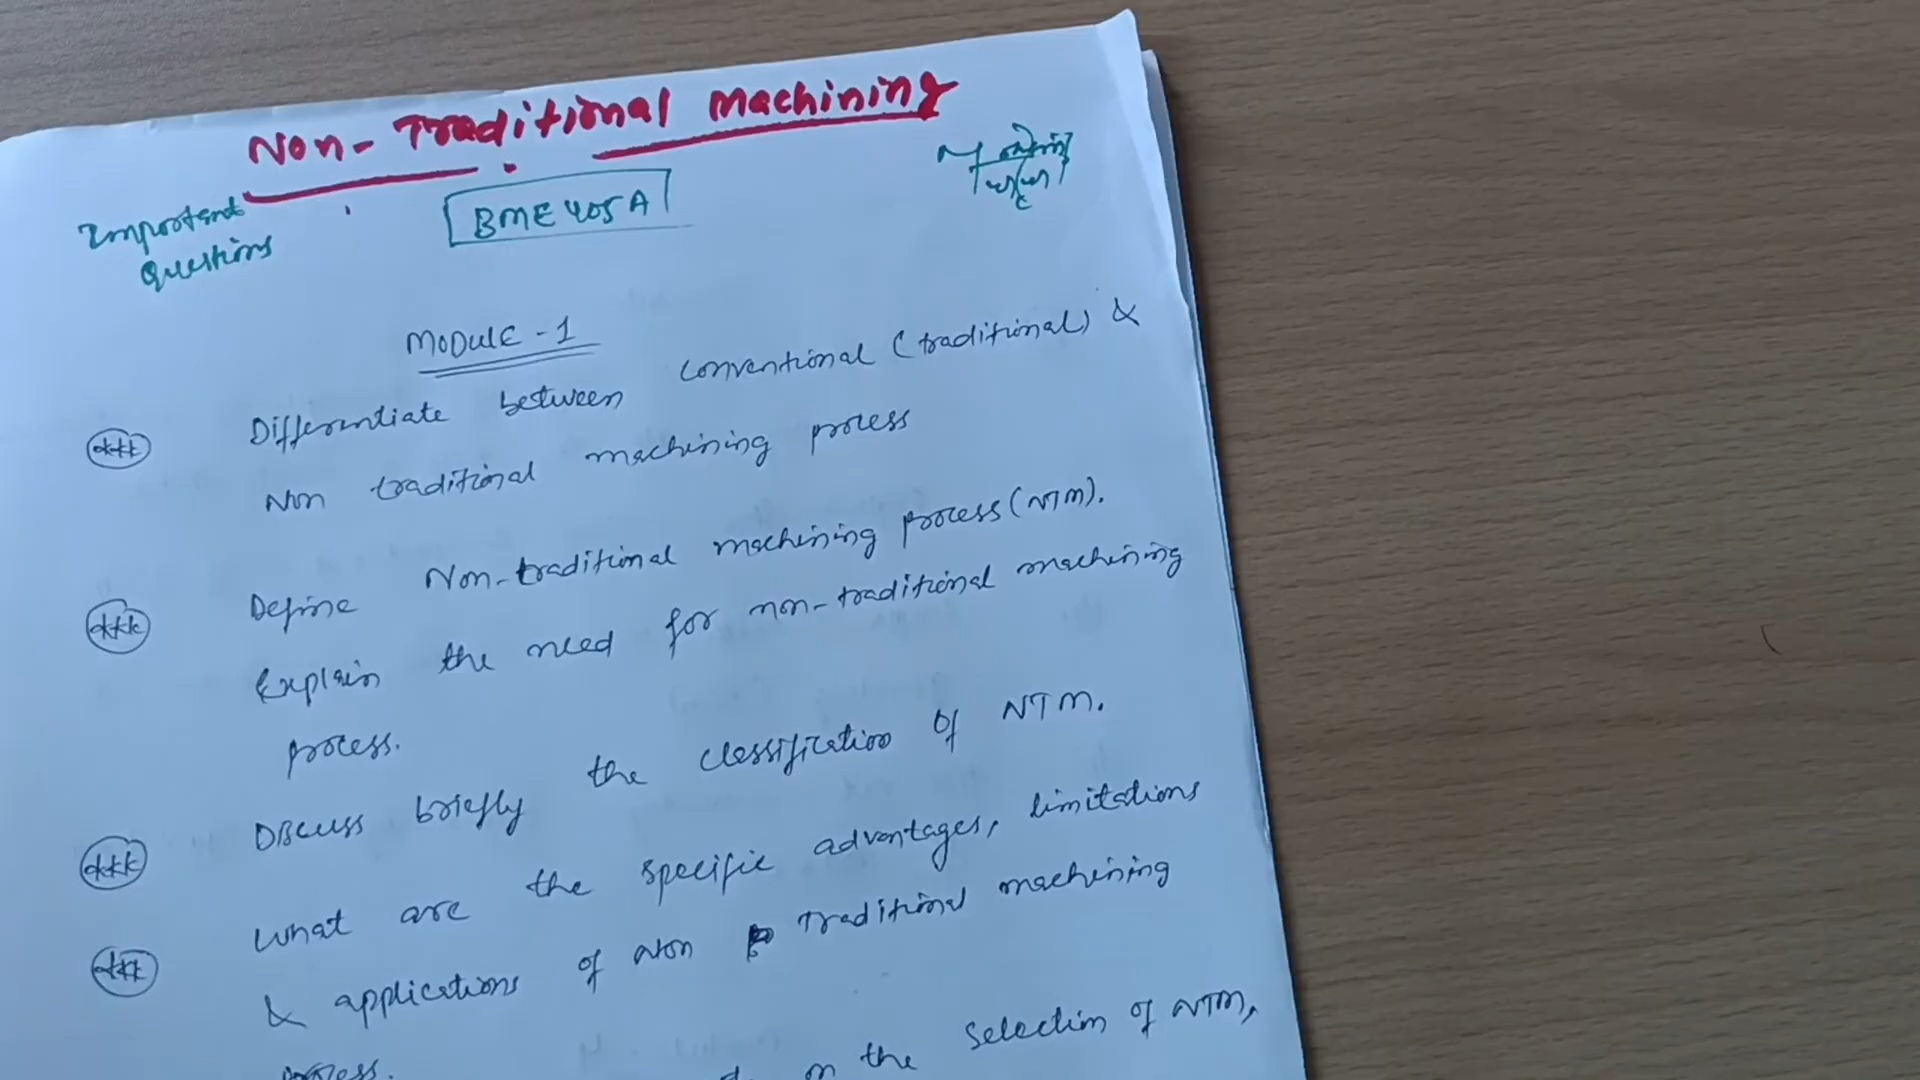 Non-Traditional Machining
Important
Questions
BME405A
MODULE-1
Differentiate between conventional (traditional) &
Non traditional machining process
Define Non-traditional machining process (NTM).
Explain the need for non-traditional machining
process.
Discuss briefly the classification of NTM.
What are the specific advantages, limitations
& applications of Non Traditional machining
process.
on the selection of NTM,